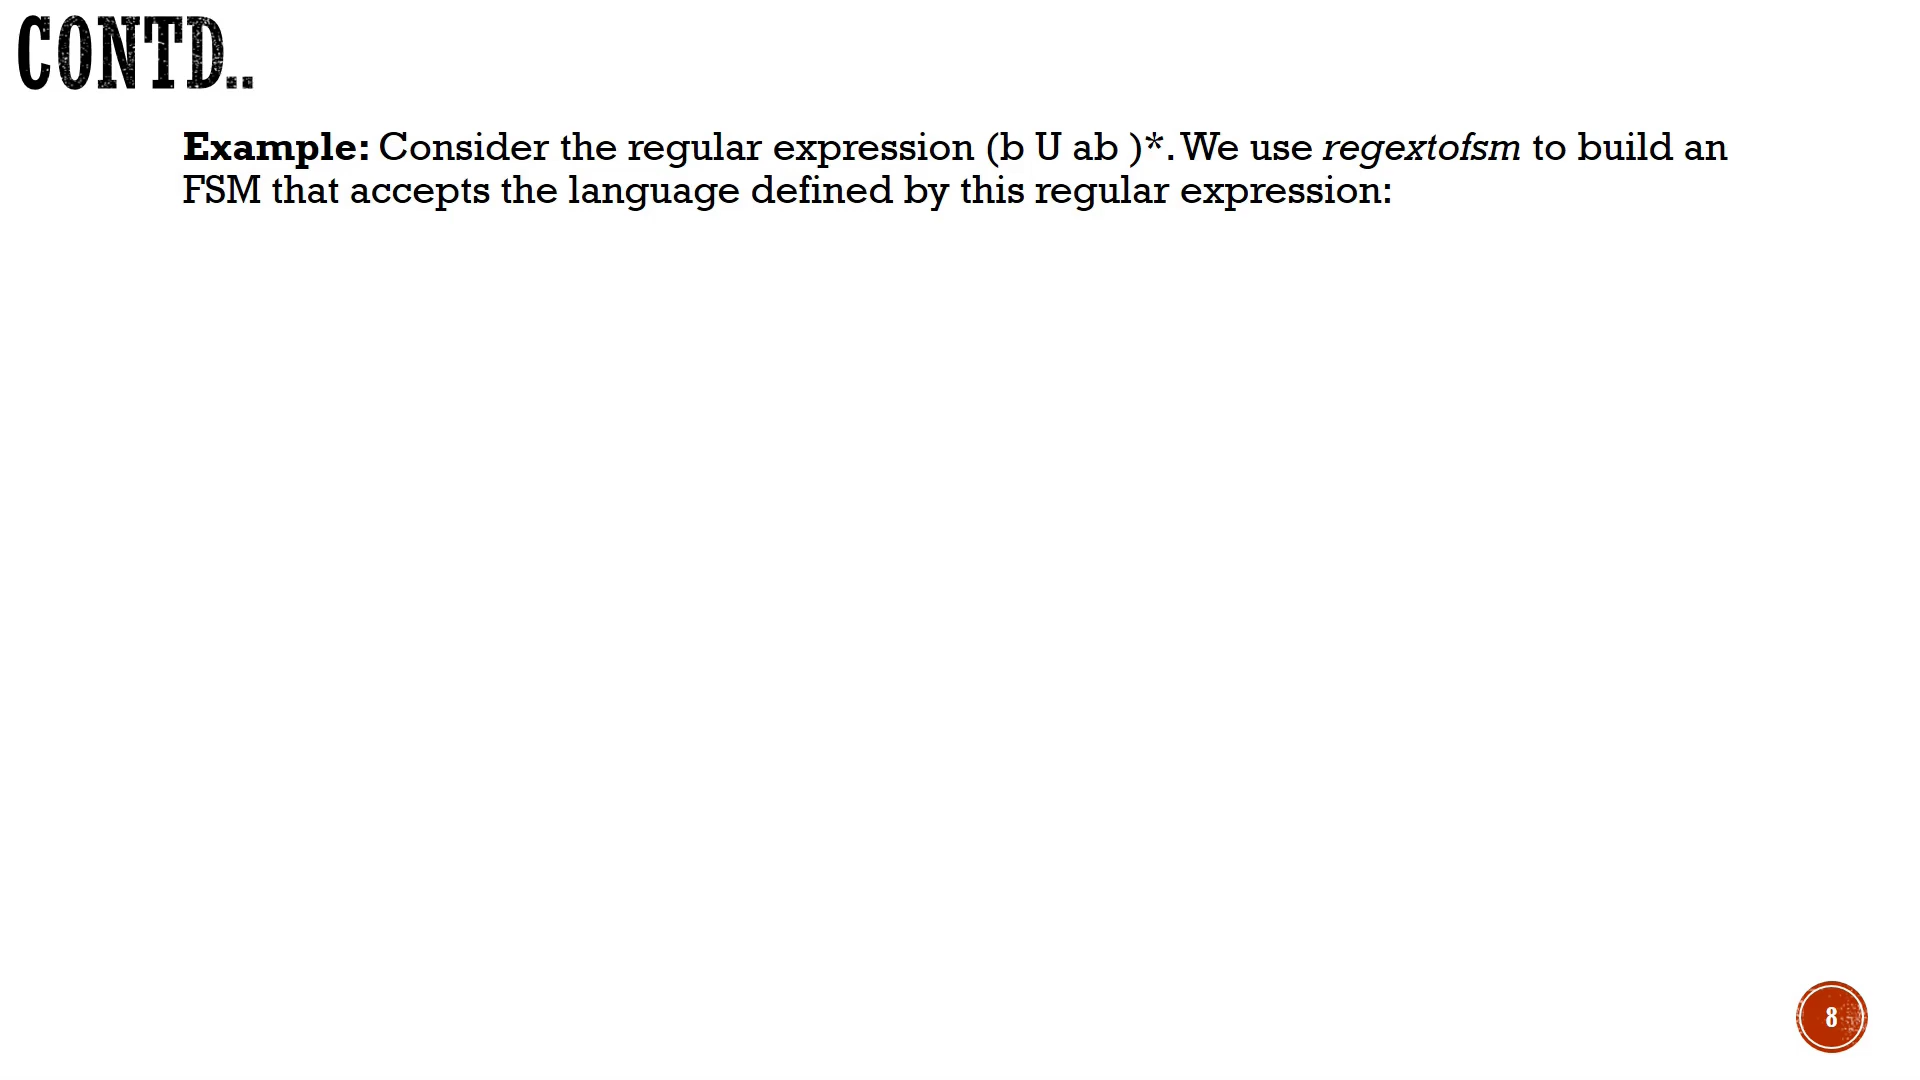 CONTD..
Example: Consider the regular expression (b U ab )*. We use regextofsm to build an
FSM that accepts the language defined by this regular expression:
8